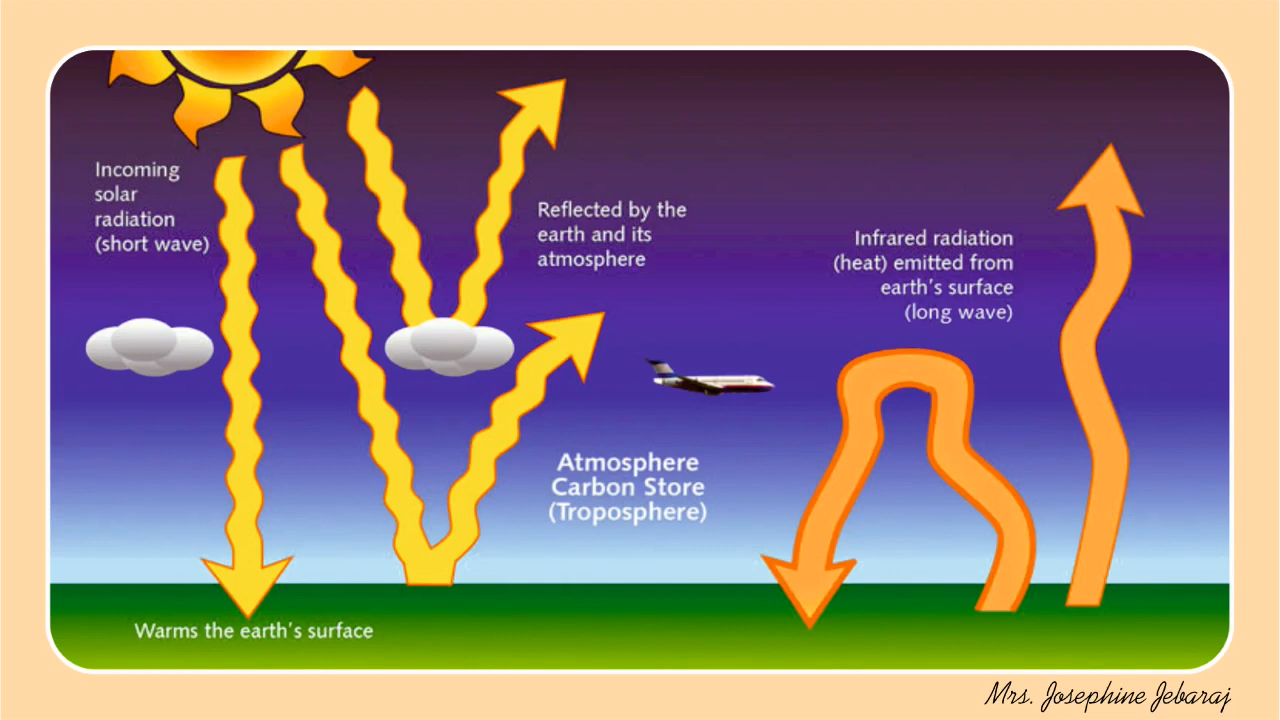 Incoming
solar
radiation
(short wave)
Reflected by the
earth and its
atmosphere
Infrared radiation
(heat) emitted from
earth's surface
(long wave)
Atmosphere
Carbon Store
(Troposphere)
Warms the earth's surface
Mrs. Josephine Jebaraj